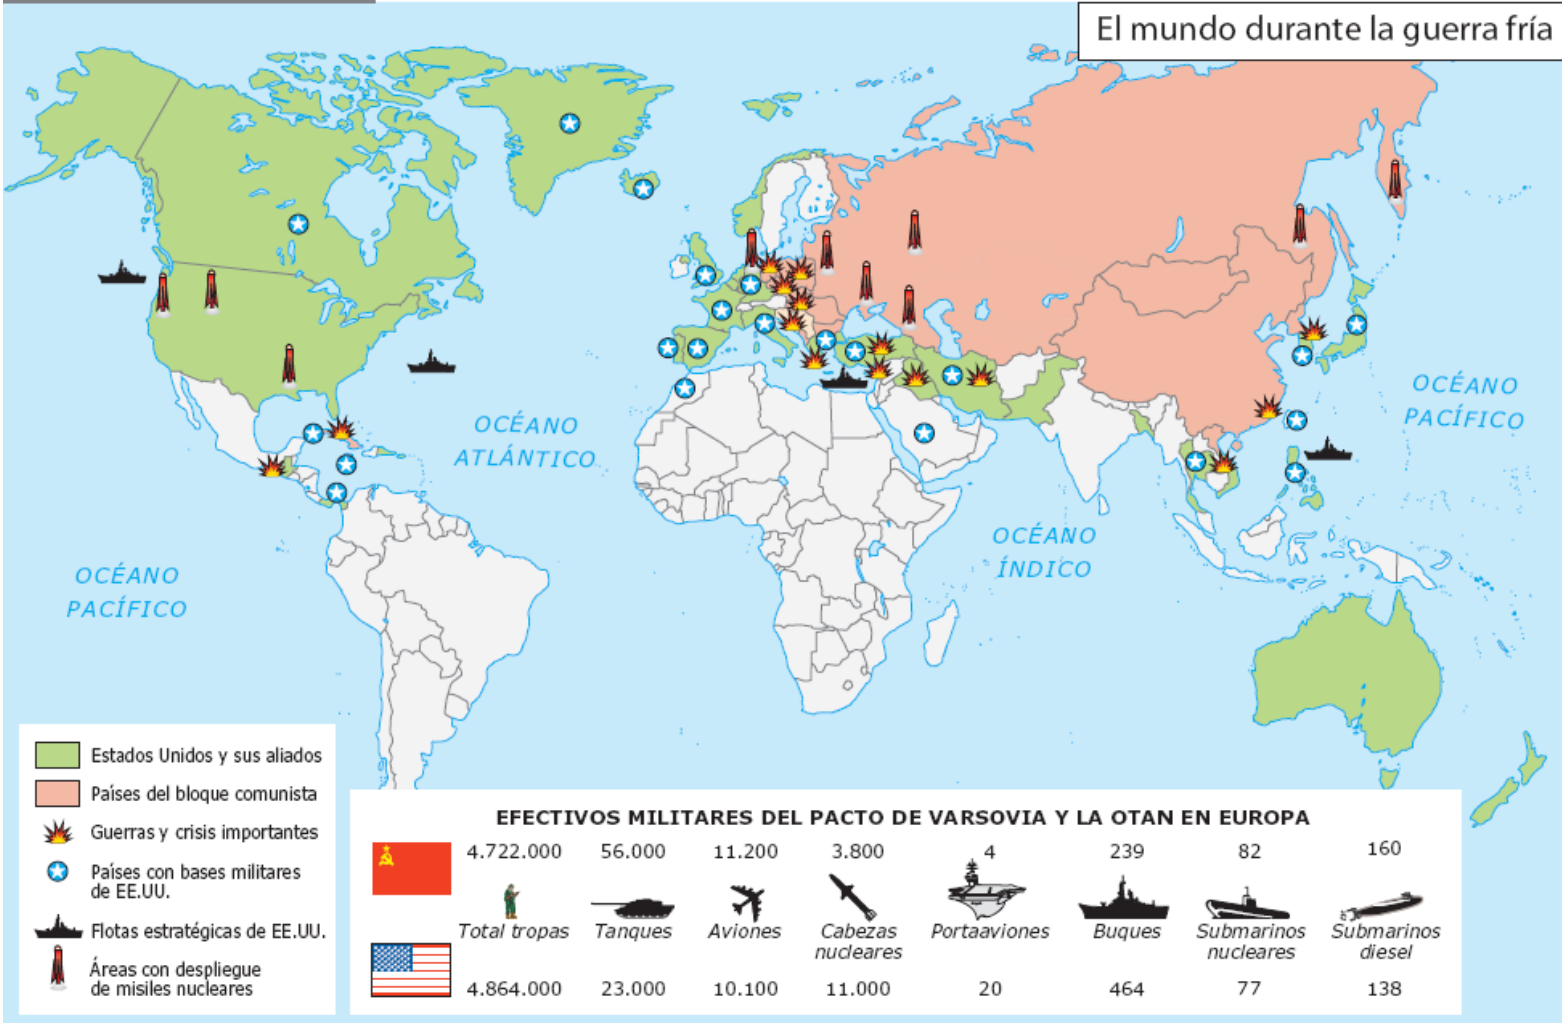 El mundo durante la guerra fría
OCÉANO
ATLÁNTICO
OCÉANO
PACÍFICO
OCÉANO
ÍNDICO
OCÉANO
PACÍFICO
Estados Unidos y sus aliados
Países del bloque comunista
Guerras y crisis importantes
Países con bases militares
de EE.UU.
Flotas estratégicas de EE.UU.
Áreas con despliegue
de misiles nucleares
EFECTIVOS MILITARES DEL PACTO DE VARSOVIA Y LA OTAN EN EUROPA
4.722.000 56.000 11.200 3.800 4 239 82 160
Total tropas Tanques Aviones Cabezas Portaaviones Buques Submarinos Submarinos
nucleares nucleares diesel
4.864.000 23.000 10.100 11.000 20 464 77 138